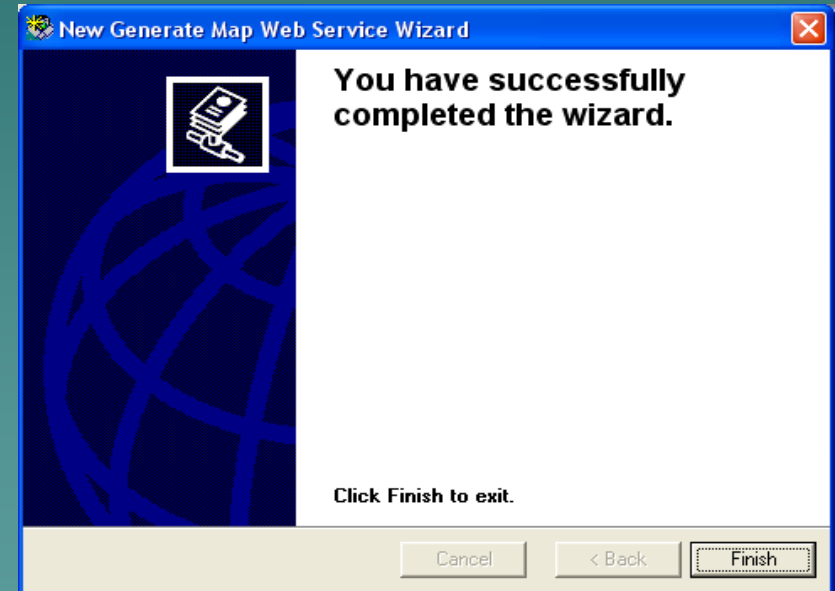 New Generate Map Web Service Wizard
You have successfully
completed the wizard.
Click Finish to exit.
Cancel
< Back
Finish